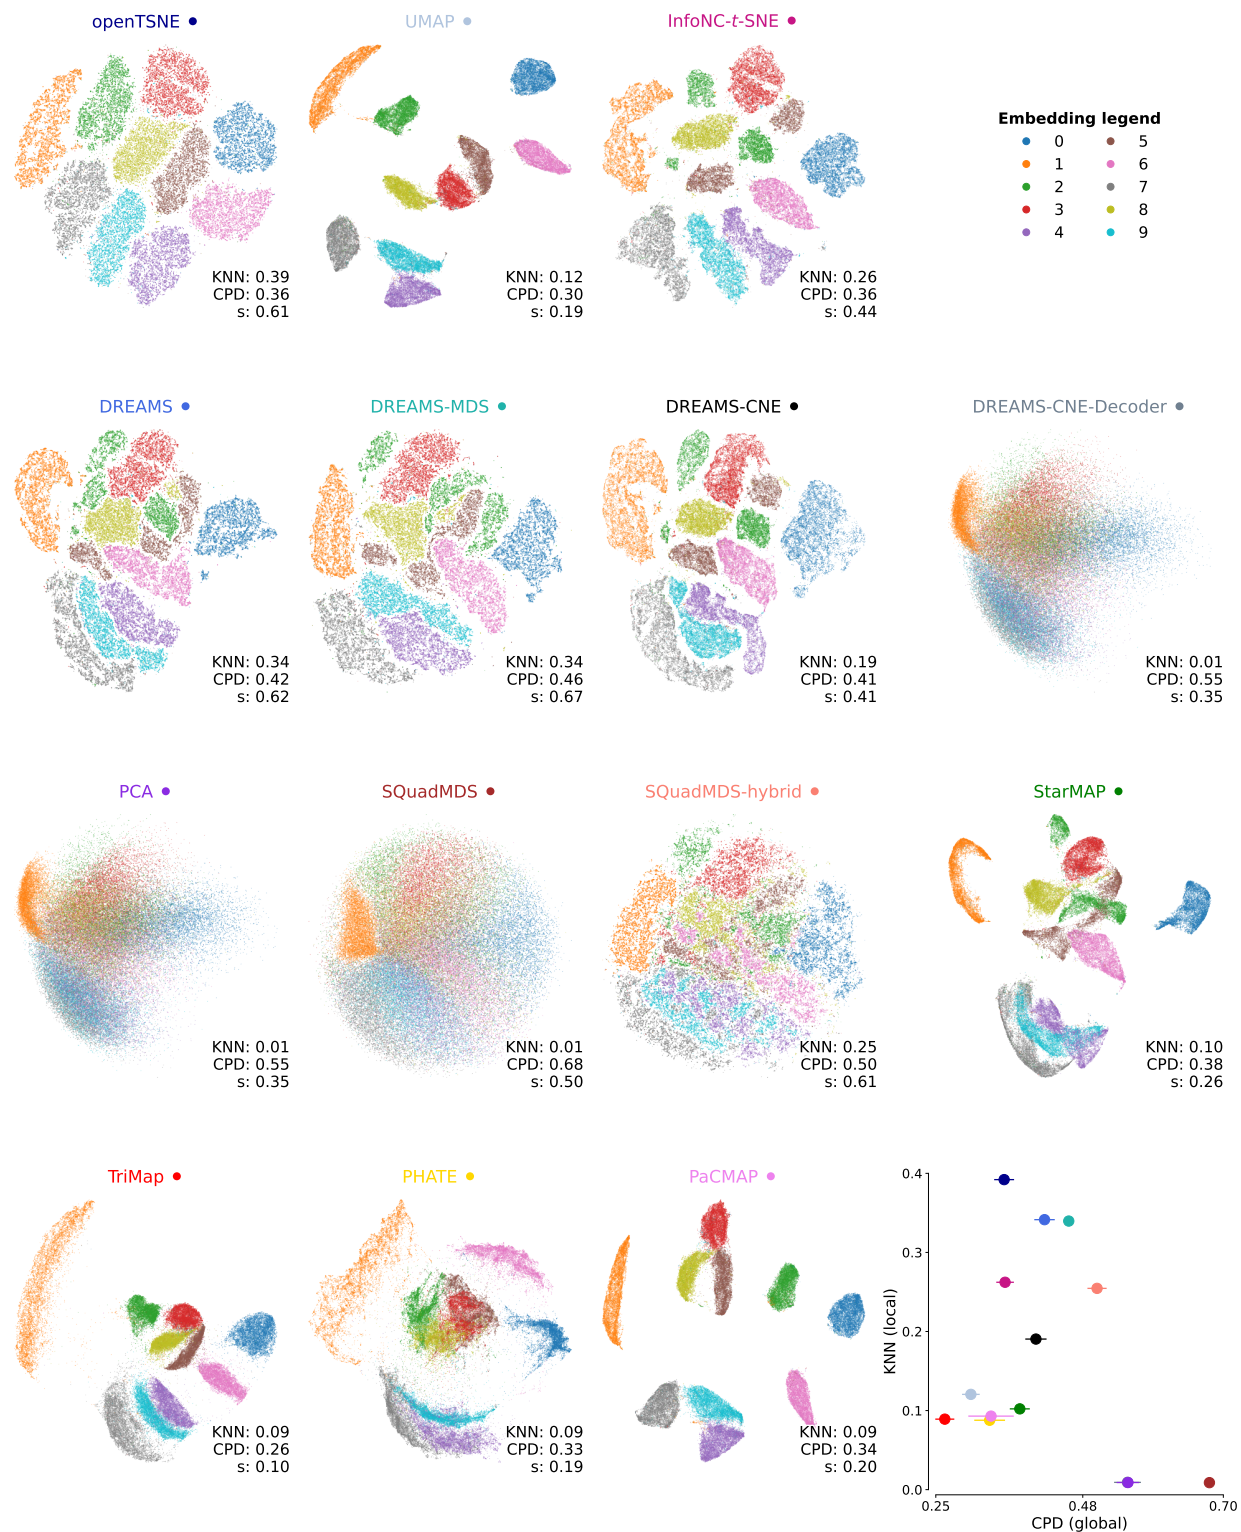 openTSNE
UMAP
InfoNC-t-SNE
Embedding legend
0 5
1 6
2 7
3 8
4 9
KNN: 0.39
CPD: 0.36
s: 0.61
KNN: 0.12
CPD: 0.30
s: 0.19
KNN: 0.26
CPD: 0.36
s: 0.44
DREAMS
DREAMS-MDS
DREAMS-CNE
DREAMS-CNE-Decoder
KNN: 0.34
CPD: 0.42
s: 0.62
KNN: 0.34
CPD: 0.46
s: 0.67
KNN: 0.19
CPD: 0.41
s: 0.41
KNN: 0.01
CPD: 0.55
s: 0.35
PCA
SQuadMDS
SQuadMDS-hybrid
StarMAP
KNN: 0.01
CPD: 0.55
s: 0.35
KNN: 0.01
CPD: 0.68
s: 0.50
KNN: 0.25
CPD: 0.50
s: 0.61
KNN: 0.10
CPD: 0.38
s: 0.26
TriMap
PHATE
PaCMAP
KNN: 0.09
CPD: 0.26
s: 0.10
KNN: 0.09
CPD: 0.33
s: 0.19
KNN: 0.09
CPD: 0.34
s: 0.20
0.4
0.3
0.2
0.1
0.0
KNN (local)
0.25 0.48 0.70
CPD (global)